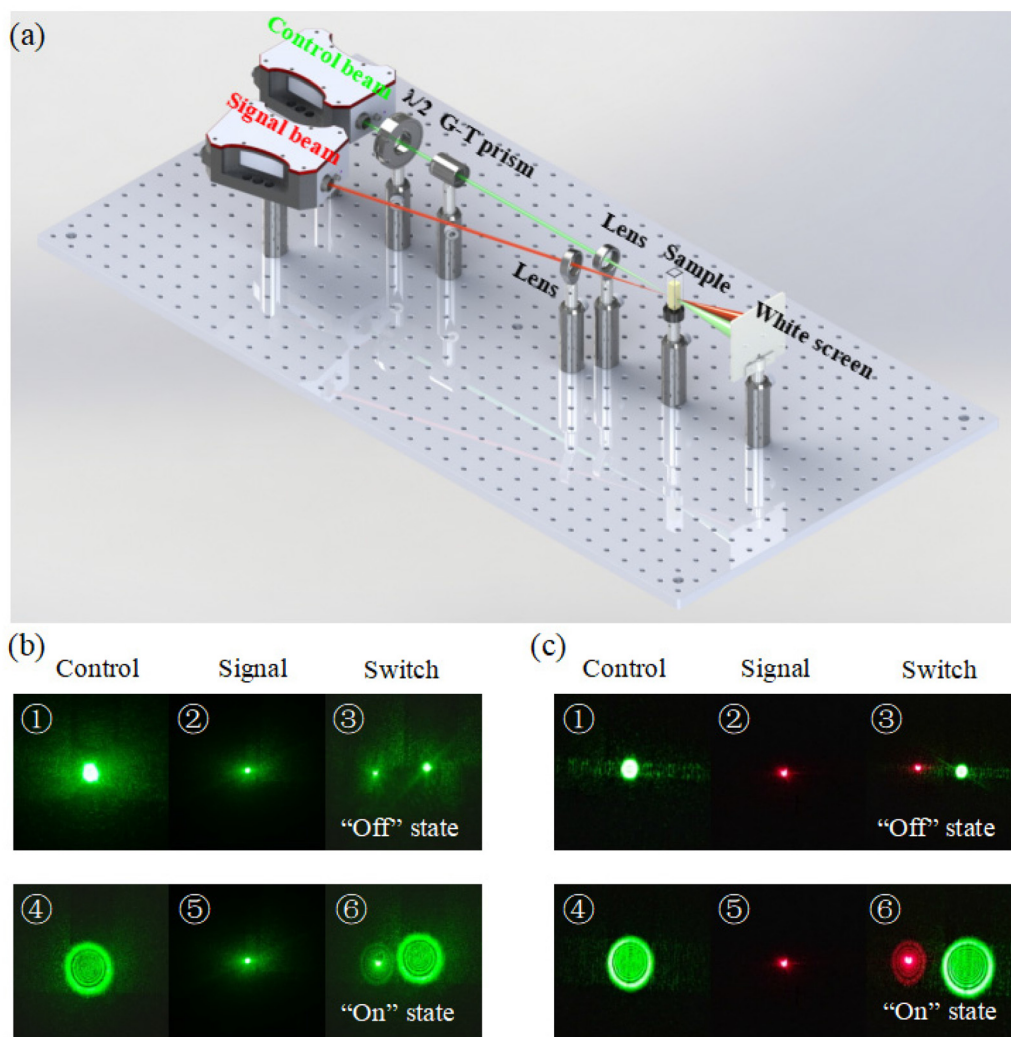 (a)
Control beam
Signal beam
λ/2
G-T prism
Lens
Sample
Lens
White screen
(b)
Control Signal Switch
① ② ③
“Off” state
④ ⑤ ⑥
“On” state
(c)
Control Signal Switch
① ② ③
“Off” state
④ ⑤ ⑥
“On” state